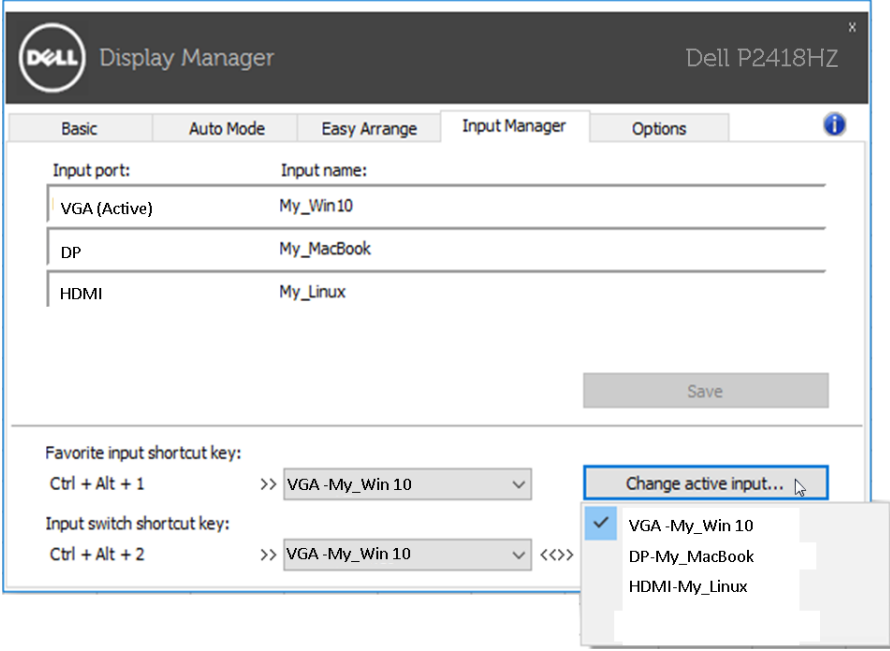 x
DELL Display Manager Dell P2418HZ
Basic Auto Mode Easy Arrange Input Manager Options i
Input port: Input name:
VGA (Active) My_Win10
DP My_MacBook
HDMI My_Linux
Save
Favorite input shortcut key:
Ctrl + Alt + 1 >> VGA -My_Win 10 Change active input...
Input switch shortcut key:
VGA -My_Win 10
Ctrl + Alt + 2 >> VGA -My_Win 10 <<>>
DP-My_MacBook
HDMI-My_Linux